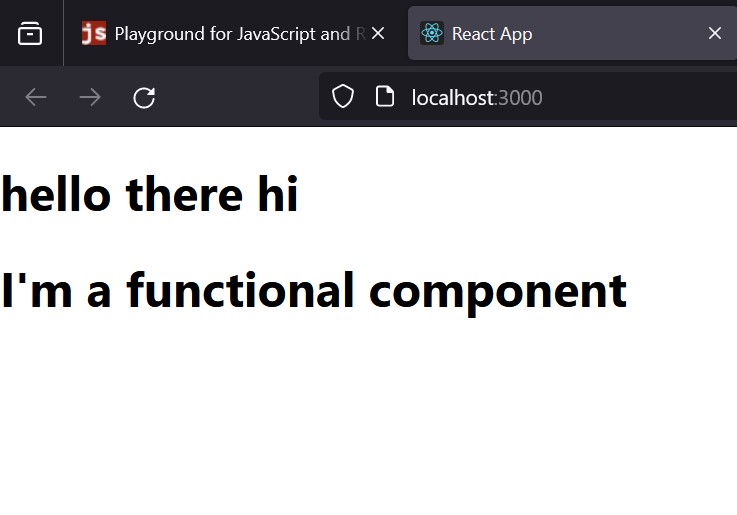 js Playground for JavaScript and R
React App
localhost:3000
hello there hi
I'm a functional component